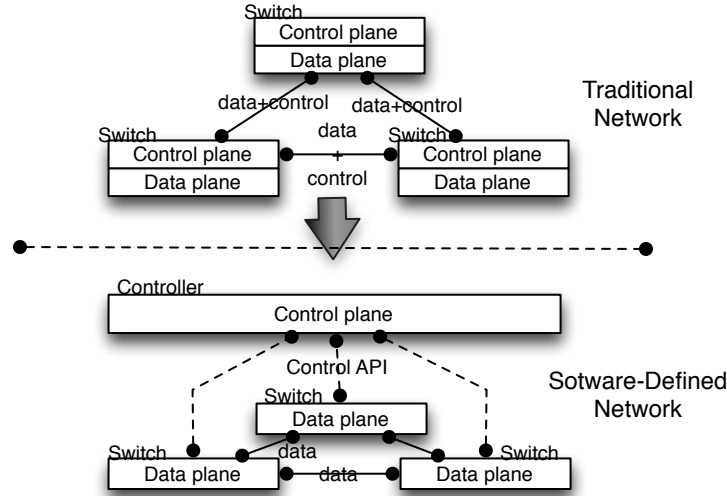 Switch
Control plane
Data plane
Traditional
Network
data+control
data+control
data
+
control
Switch
Control plane
Data plane
Switch
Control plane
Data plane
Controller
Control plane
Control API
Sotware-Defined
Network
Switch
Data plane
data
data
Switch
Data plane
Switch
Data plane